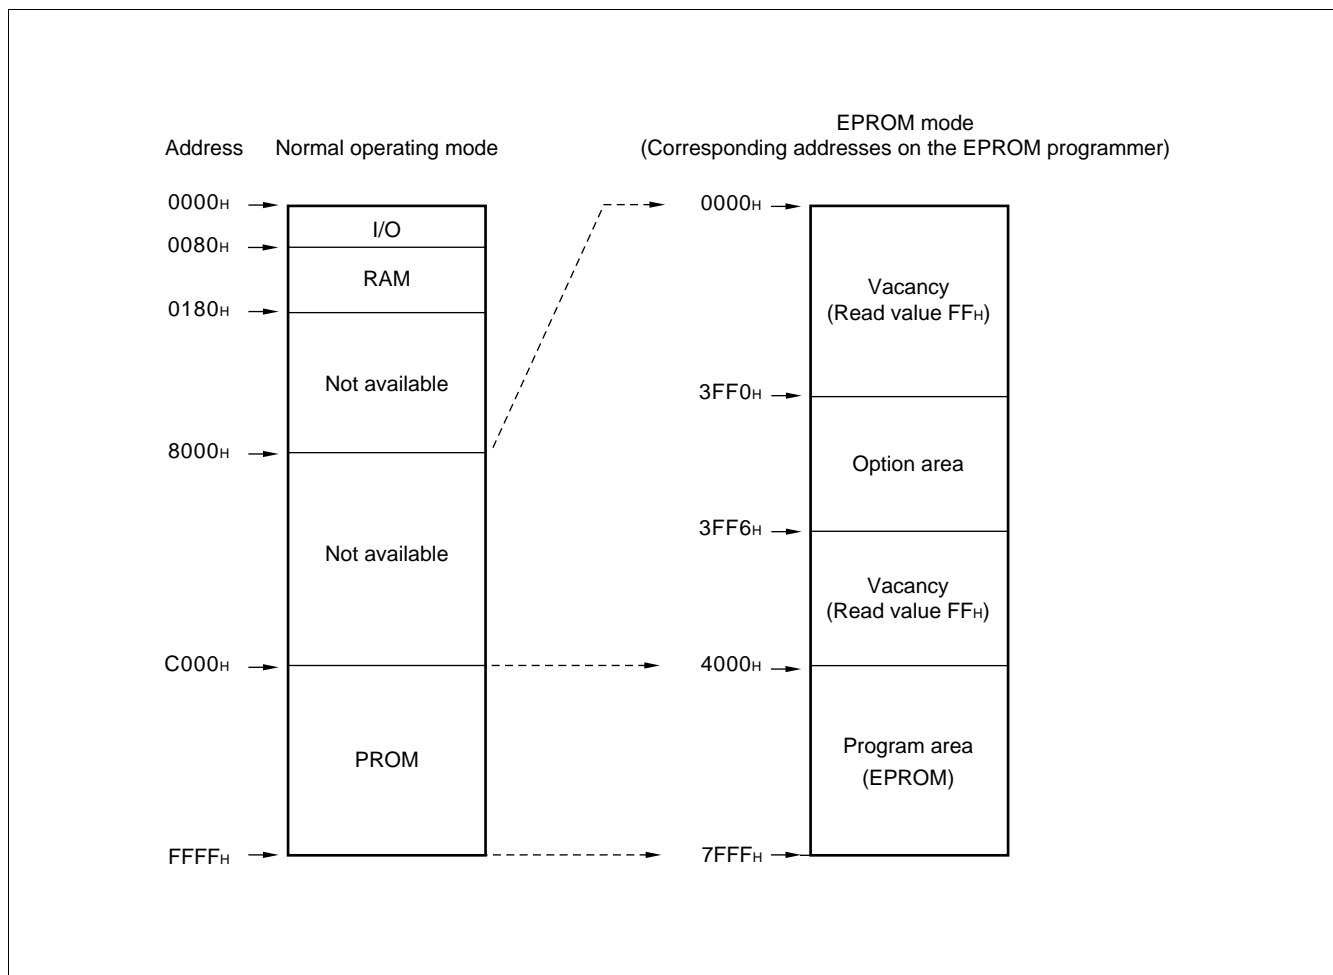 EPROM mode
Address Normal operating mode (Corresponding addresses on the EPROM programmer)
0000H 0000H
I/O
0080H
RAM
0180H
Vacancy
(Read value FFH)
Not available
3FF0H
8000H
Option area
3FF6H
Not available
Vacancy
(Read value FFH)
C000H 4000H
Program area
PROM
(EPROM)
FFFFH 7FFFH